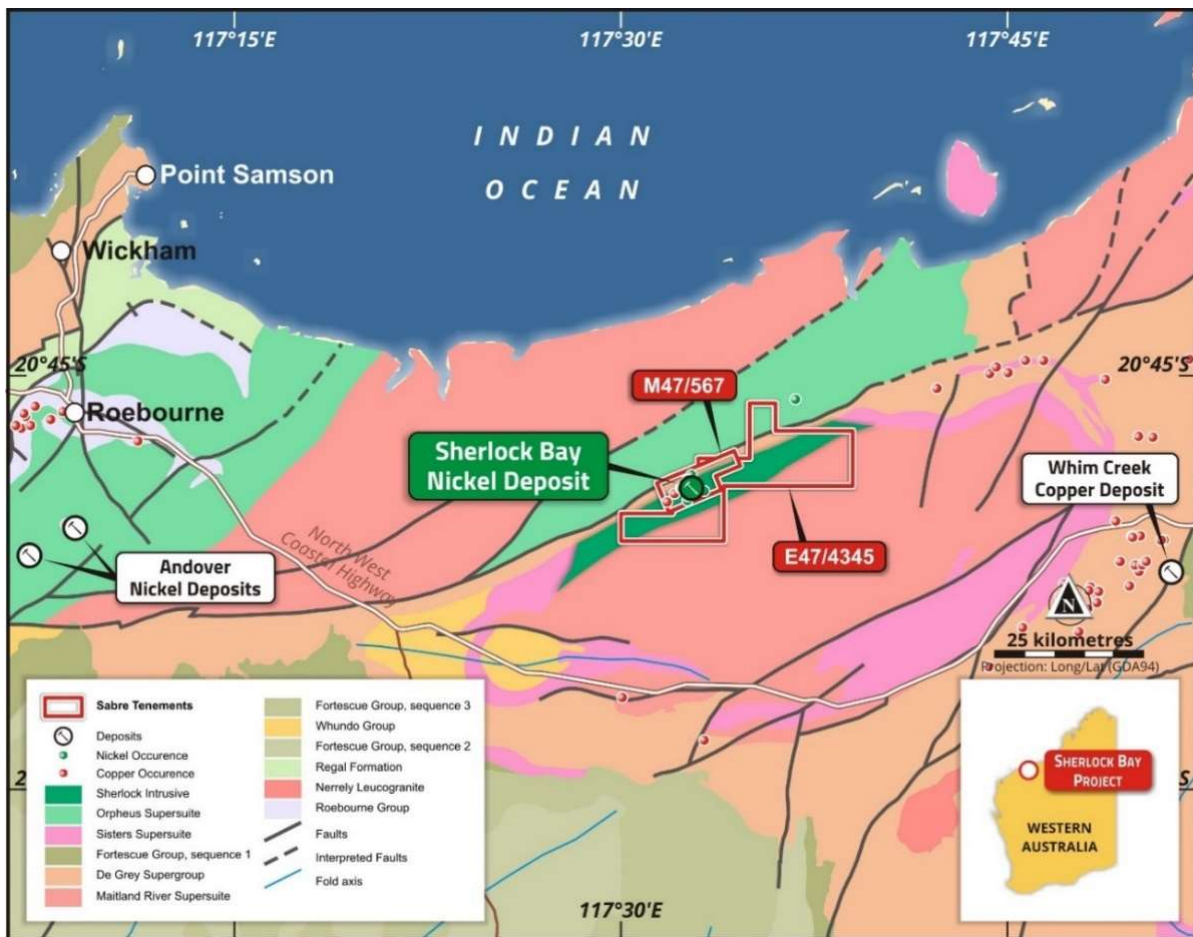 117°15'E
117°30'E
117°45'E
INDIAN
OCEAN
Point Samson
Wickham
20°45'S
20°45'S
M47/567
Roebourne
Sherlock Bay
Nickel Deposit
Whim Creek
Copper Deposit
E47/4345
North West
Coastal Highway
Andover
Nickel Deposits
N
25 kilometres
Projection: Long/Lat (GDA94)
Sabre Tenements
Deposits
Nickel Occurence
Copper Occurence
Sherlock Intrusive
Orpheus Supersuite
Sisters Supersuite
Fortescue Group, sequence 1
De Grey Supergroup
Maitland River Supersuite
Fortescue Group, sequence 3
Whundo Group
Fortescue Group, sequence 2
Regal Formation
Nerrely Leucogranite
Roebourne Group
Faults
Interpreted Faults
Fold axis
2
S
SHERLOCK BAY
PROJECT
WESTERN
AUSTRALIA
117°30'E